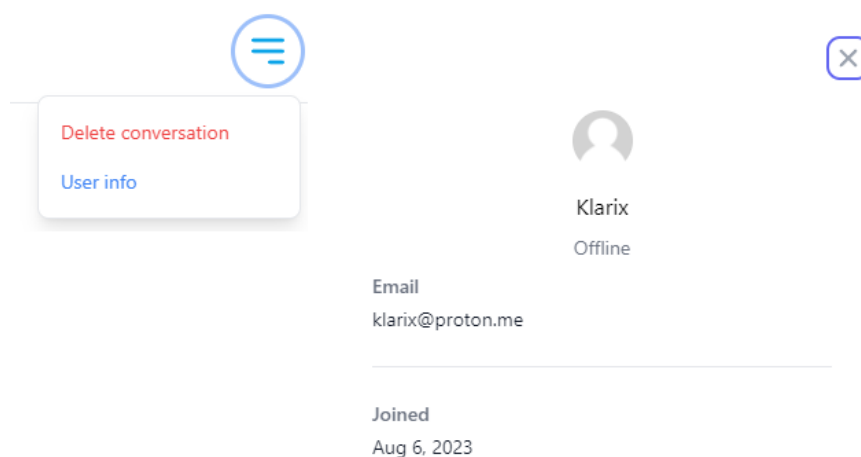 Delete conversation
User info
Klarix
Offline
Email
klarix@proton.me
Joined
Aug 6, 2023